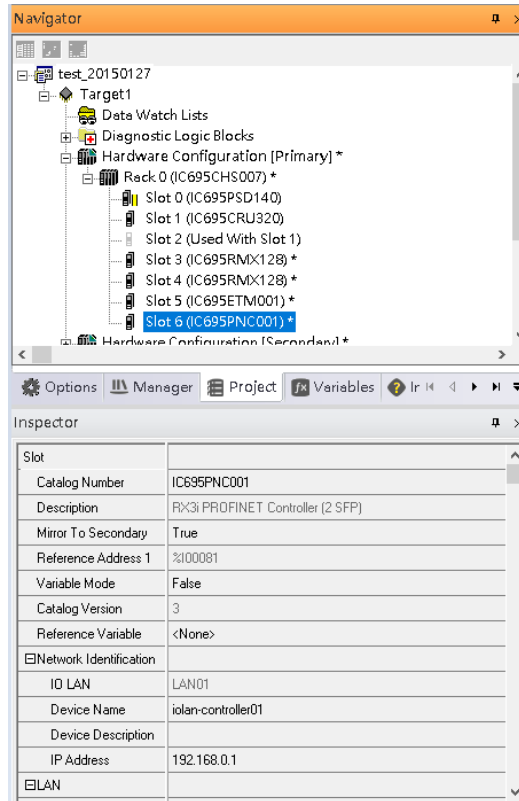 Navigator
test_20150127
Target1
Data Watch Lists
Diagnostic Logic Blocks
Hardware Configuration [Primary] *
Rack 0 (IC695CHS007) *
Slot 0 (IC695PSD140)
Slot 1 (IC695CRU320)
Slot 2 (Used With Slot 1)
Slot 3 (IC695RMX128) *
Slot 4 (IC695RMX128) *
Slot 5 (IC695ETM001) *
Slot 6 (IC695PNC001) *
Hardware Configuration [Secondary] *
Options Manager Project fx Variables ? Ir
Inspector
Slot
Catalog Number IC695PNC001
Description RX3i PROFINET Controller (2 SFP)
Mirror To Secondary True
Reference Address 1 %I00081
Variable Mode False
Catalog Version 3
Reference Variable <None>
Network Identification
IO LAN LAN01
Device Name iolan-controller01
Device Description
IP Address 192.168.0.1
LAN